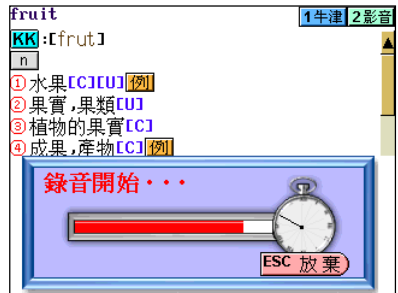 fruit 1牛津 2影音
KK:[frut]
n
①水果[C][U]例
②果實,果類[U]
③植物的果實[C]
④成果,產物[C]例
錄音開始···
ESC 放棄)